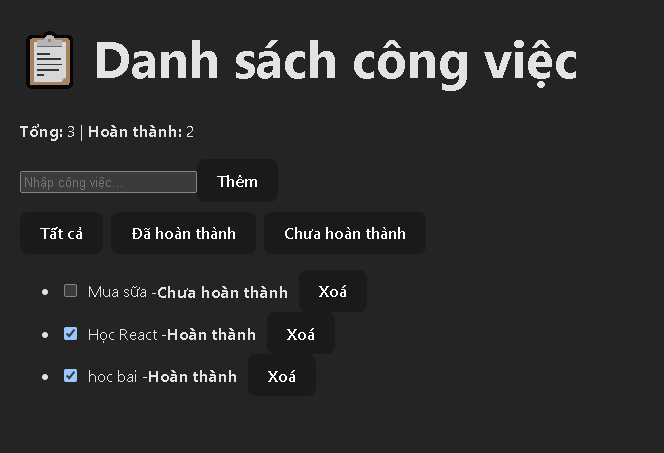 📋 Danh sách công việc
Tổng: 3 | Hoàn thành: 2
Nhập công việc... Thêm
Tất cả Đã hoàn thành Chưa hoàn thành
Mua sữa -Chưa hoàn thành Xoá
Học React -Hoàn thành Xoá
hoc bai -Hoàn thành Xoá